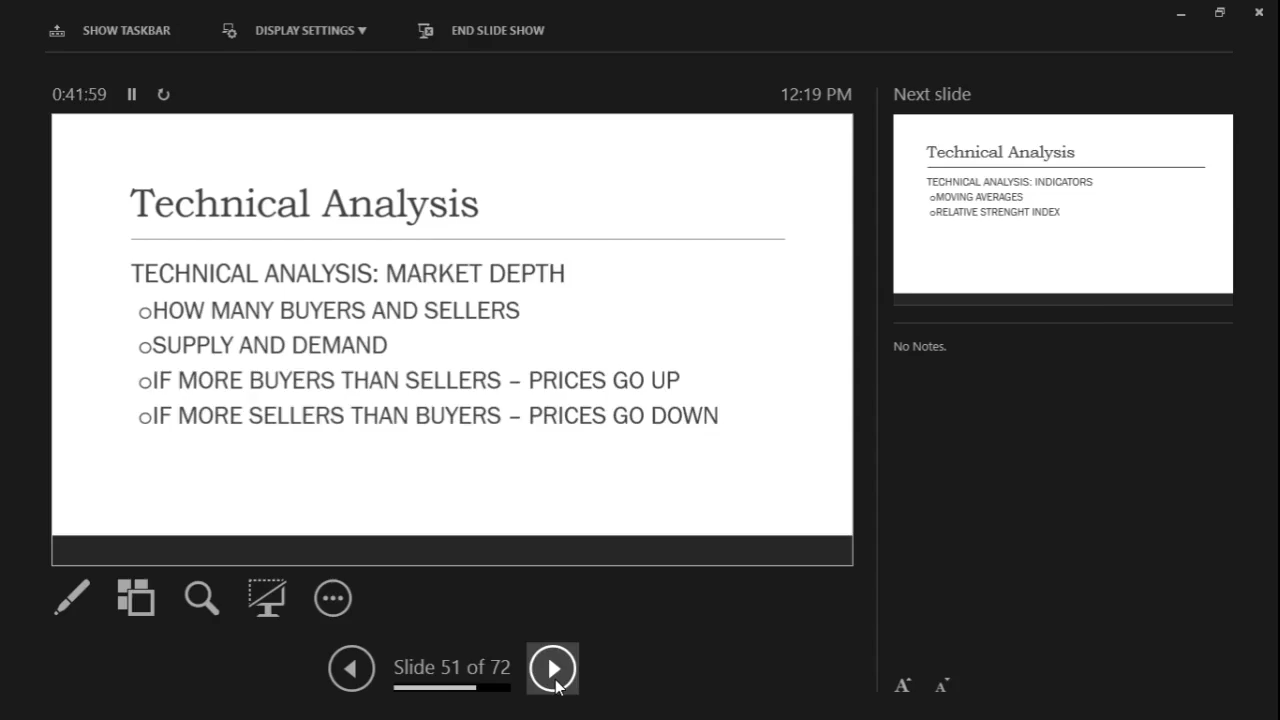 SHOW TASKBAR
DISPLAY SETTINGS ▼
END SLIDE SHOW
0:41:59
12:19 PM
Technical Analysis
TECHNICAL ANALYSIS: MARKET DEPTH
oHOW MANY BUYERS AND SELLERS
oSUPPLY AND DEMAND
oIF MORE BUYERS THAN SELLERS – PRICES GO UP
oIF MORE SELLERS THAN BUYERS – PRICES GO DOWN
Slide 51 of 72
Next slide
Technical Analysis
TECHNICAL ANALYSIS: INDICATORS
oMOVING AVERAGES
oRELATIVE STRENGHT INDEX
No Notes.
A A